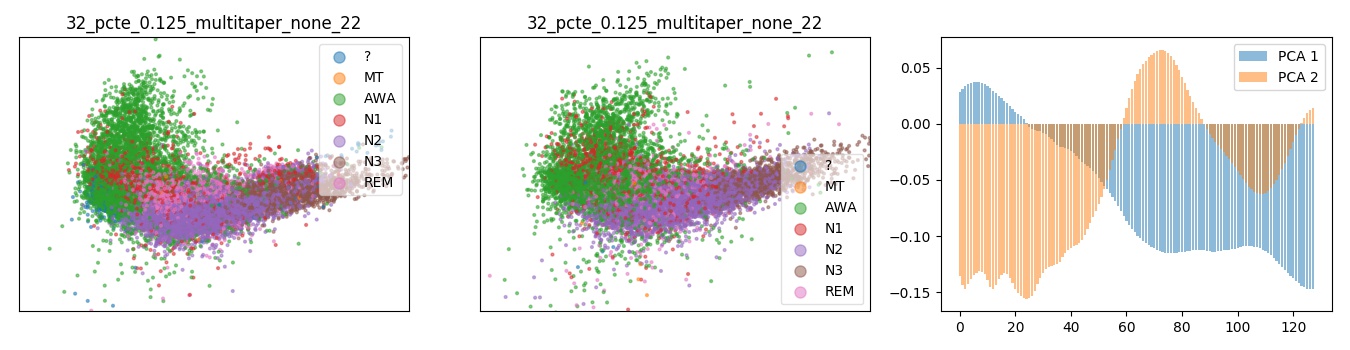 32_pcte_0.125_multitaper_none_22
?
MT
AWA
N1
N2
N3
REM
32_pcte_0.125_multitaper_none_22
?
MT
AWA
N1
N2
N3
REM
PCA 1
PCA 2
0.05
0.00
−0.05
−0.10
−0.15
0 20 40 60 80 100 120